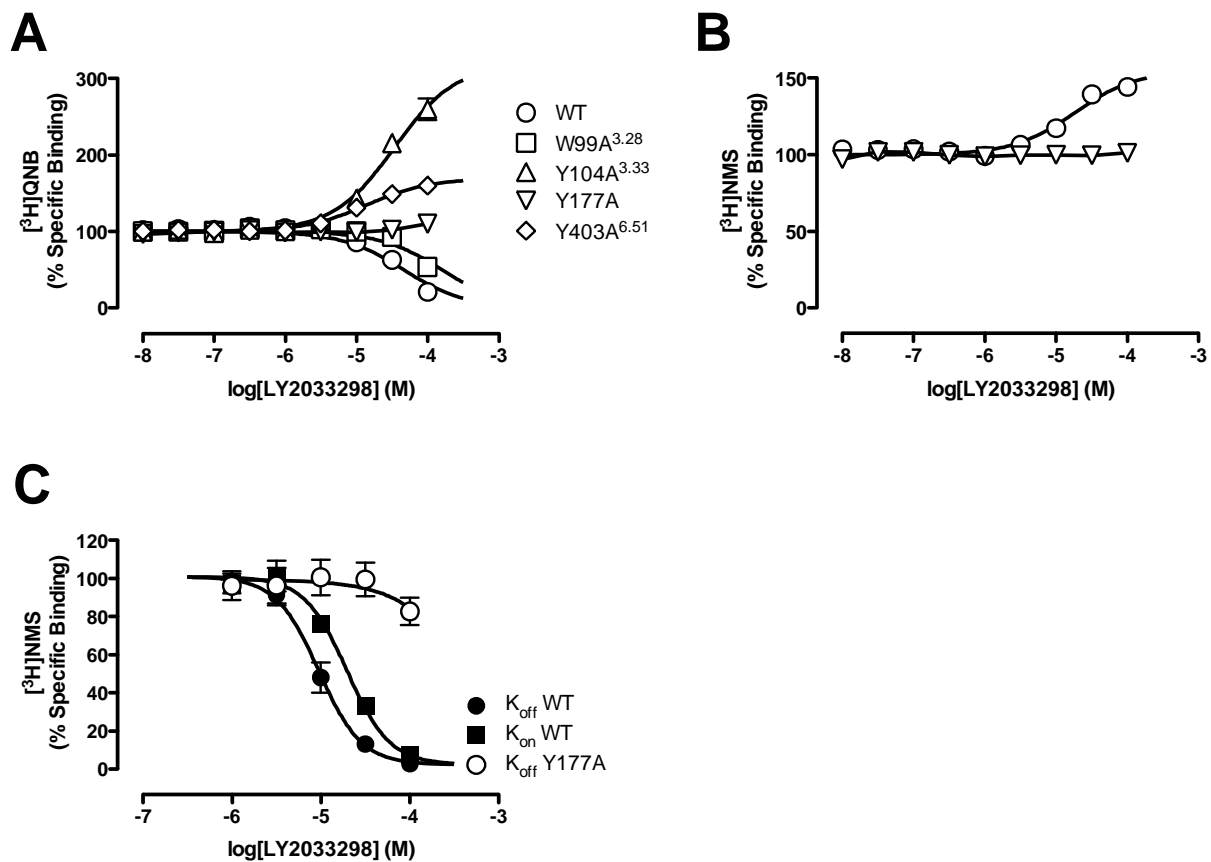 A
[³H]QNB
(% Specific Binding)
300
200
100
0
-8 -7 -6 -5 -4 -3
log[LY2033298] (M)
WT
W99A³·²⁸
Y104A³·³³
Y177A
Y403A⁶·⁵¹
B
[³H]NMS
(% Specific Binding)
150
100
50
0
-8 -7 -6 -5 -4 -3
log[LY2033298] (M)
C
[³H]NMS
(% Specific Binding)
120
100
80
60
40
20
0
-7 -6 -5 -4 -3
log[LY2033298] (M)
Koff WT
Kon WT
Koff Y177A